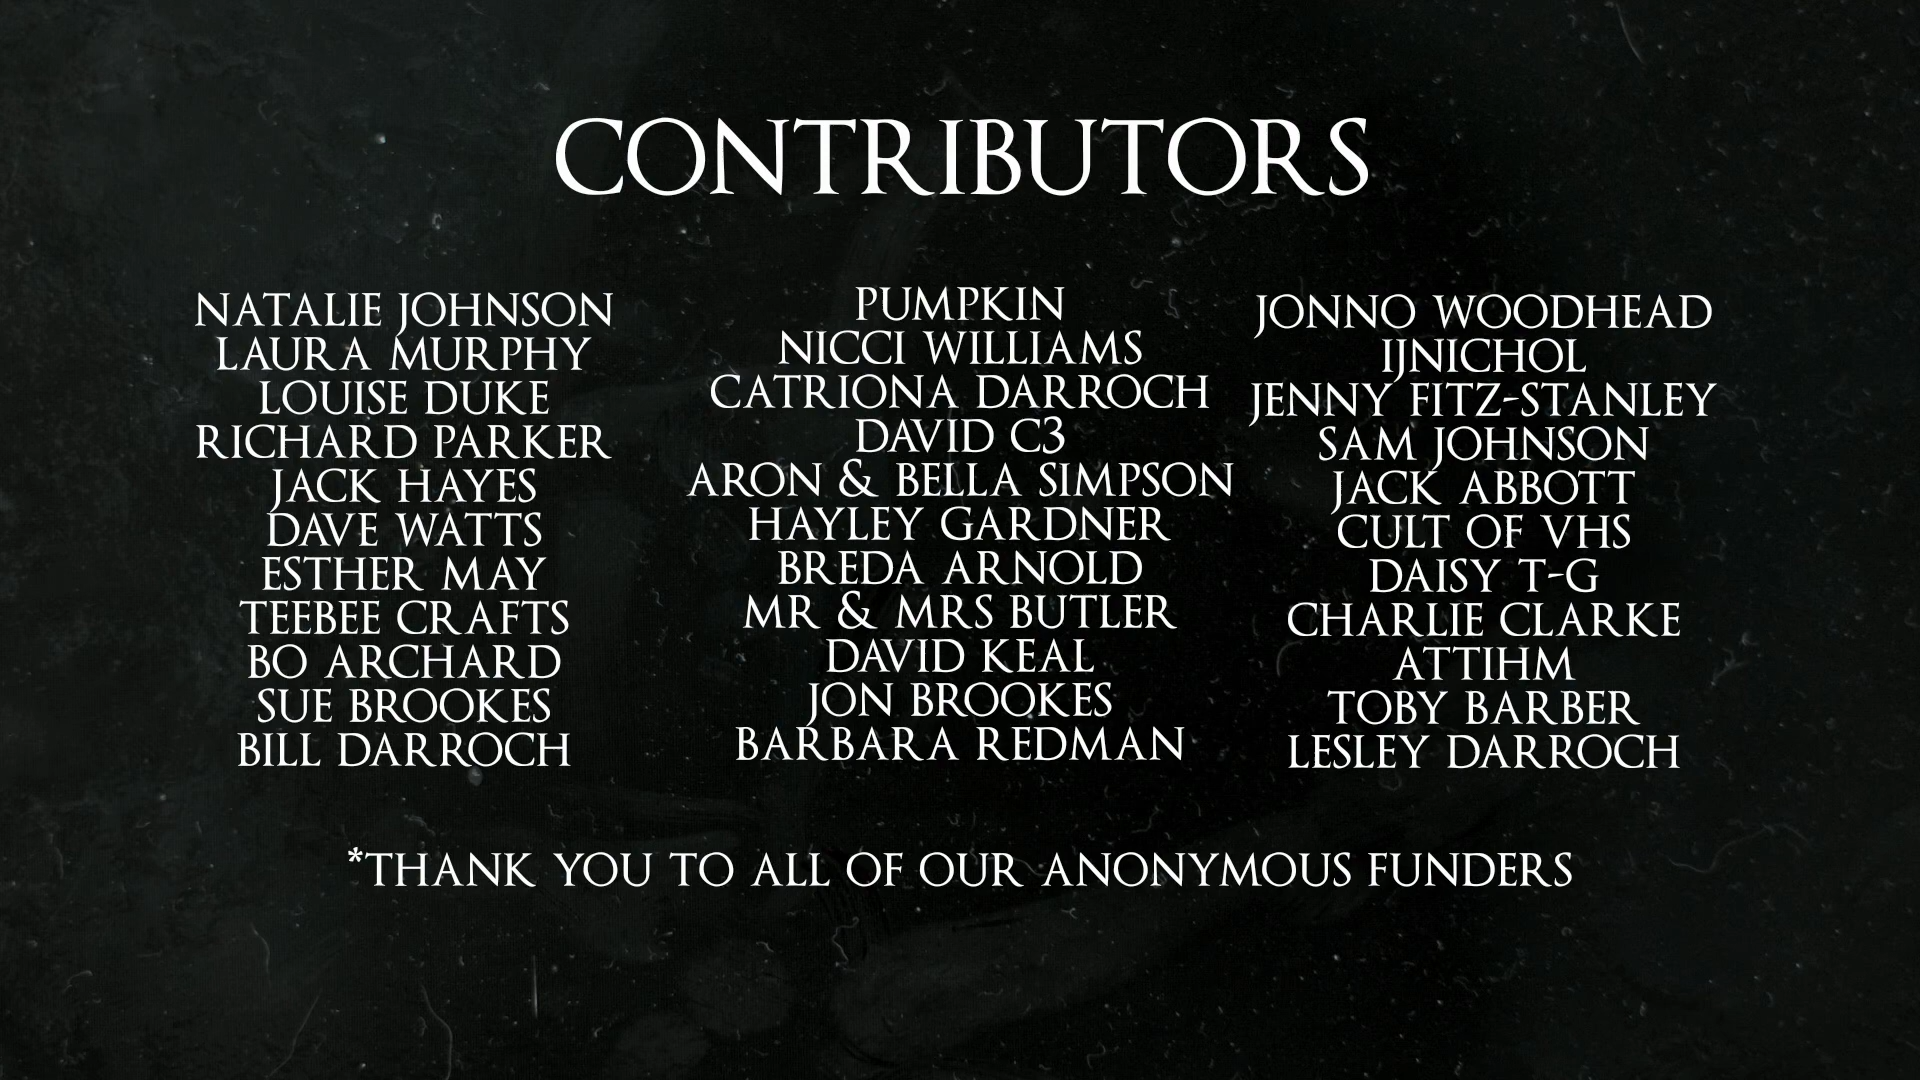 CONTRIBUTORS
NATALIE JOHNSON
LAURA MURPHY
LOUISE DUKE
RICHARD PARKER
JACK HAYES
DAVE WATTS
ESTHER MAY
TEEBEE CRAFTS
BO ARCHARD
SUE BROOKES
BILL DARROCH
PUMPKIN
NICCI WILLIAMS
CATRIONA DARROCH
DAVID C3
ARON & BELLA SIMPSON
HAYLEY GARDNER
BREDA ARNOLD
MR & MRS BUTLER
DAVID KEAL
JON BROOKES
BARBARA REDMAN
JONNO WOODHEAD
IJNICHOL
JENNY FITZ-STANLEY
SAM JOHNSON
JACK ABBOTT
CULT OF VHS
DAISY T-G
CHARLIE CLARKE
ATTIHM
TOBY BARBER
LESLEY DARROCH
*THANK YOU TO ALL OF OUR ANONYMOUS FUNDERS